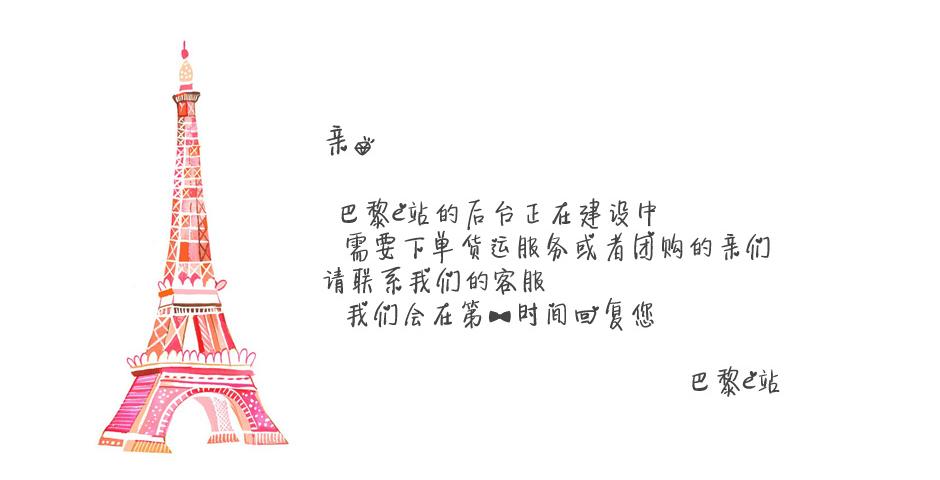 亲
巴黎e站的后台正在建设中
需要下单货运服务或者团购的亲们
请联系我们的客服
我们会在第一时间回复您
巴黎e站